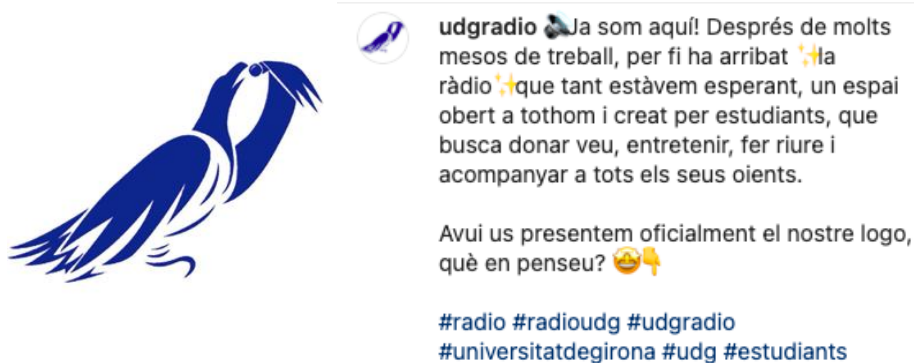 udgradio 🔊Ja som aquí! Després de molts
mesos de treball, per fi ha arribat ✨la
ràdio✨que tant estàvem esperant, un espai
obert a tothom i creat per estudiants, que
busca donar veu, entretenir, fer riure i
acompanyar a tots els seus oients.
Avui us presentem oficialment el nostre logo,
què en penseu? 🤩👇
#radio #radioudg #udgradio
#universitatdegirona #udg #estudiants